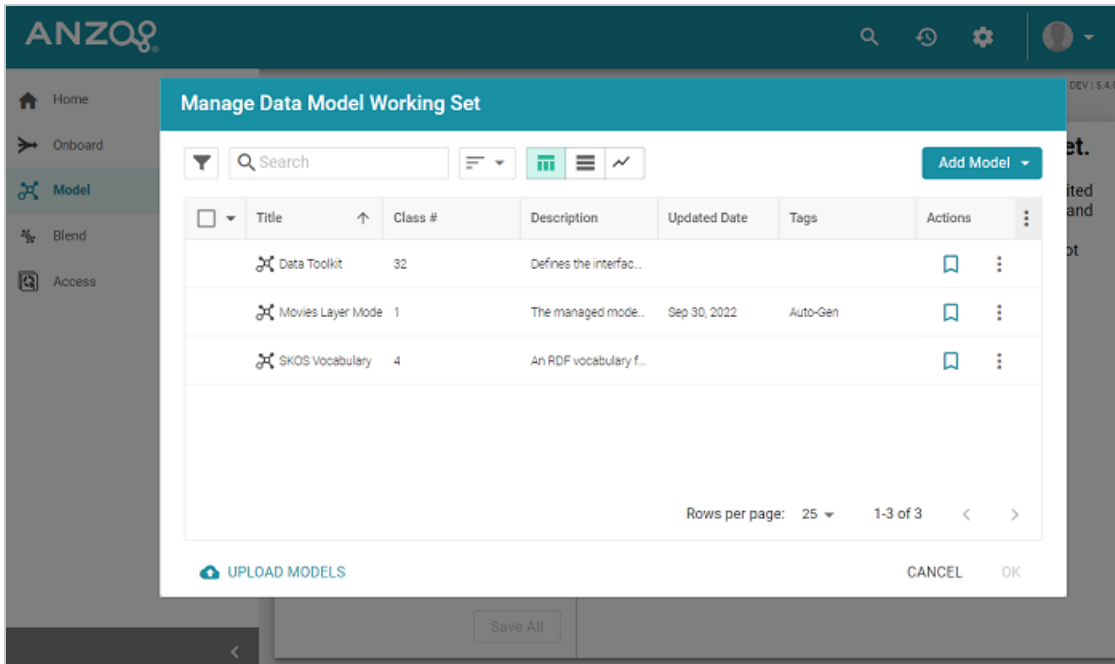 ANZO
DEV | 5.4.
Home
Onboard
Model
Blend
Access
Manage Data Model Working Set
Search
Add Model
Title Class # Description Updated Date Tags Actions
Data Toolkit 32 Defines the interfac...
Movies Layer Mode 1 The managed mode... Sep 30, 2022 Auto-Gen
SKOS Vocabulary 4 An RDF vocabulary f...
Rows per page: 25 1-3 of 3
UPLOAD MODELS CANCEL OK
et.
ited
and
ot
Save All